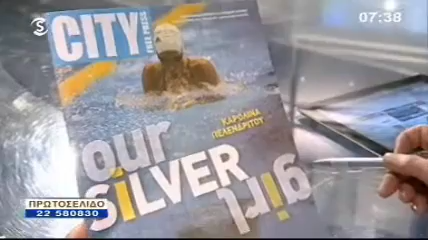 07:38
CITY
FREE PRESS
ΚΑΡΟΛΙΝΑ
ΠΕΛΕΝΔΡΙΤΟΥ
our
SiLVER
girl
ΠΡΩΤΟΣΕΛΙΔΟ
22 580830